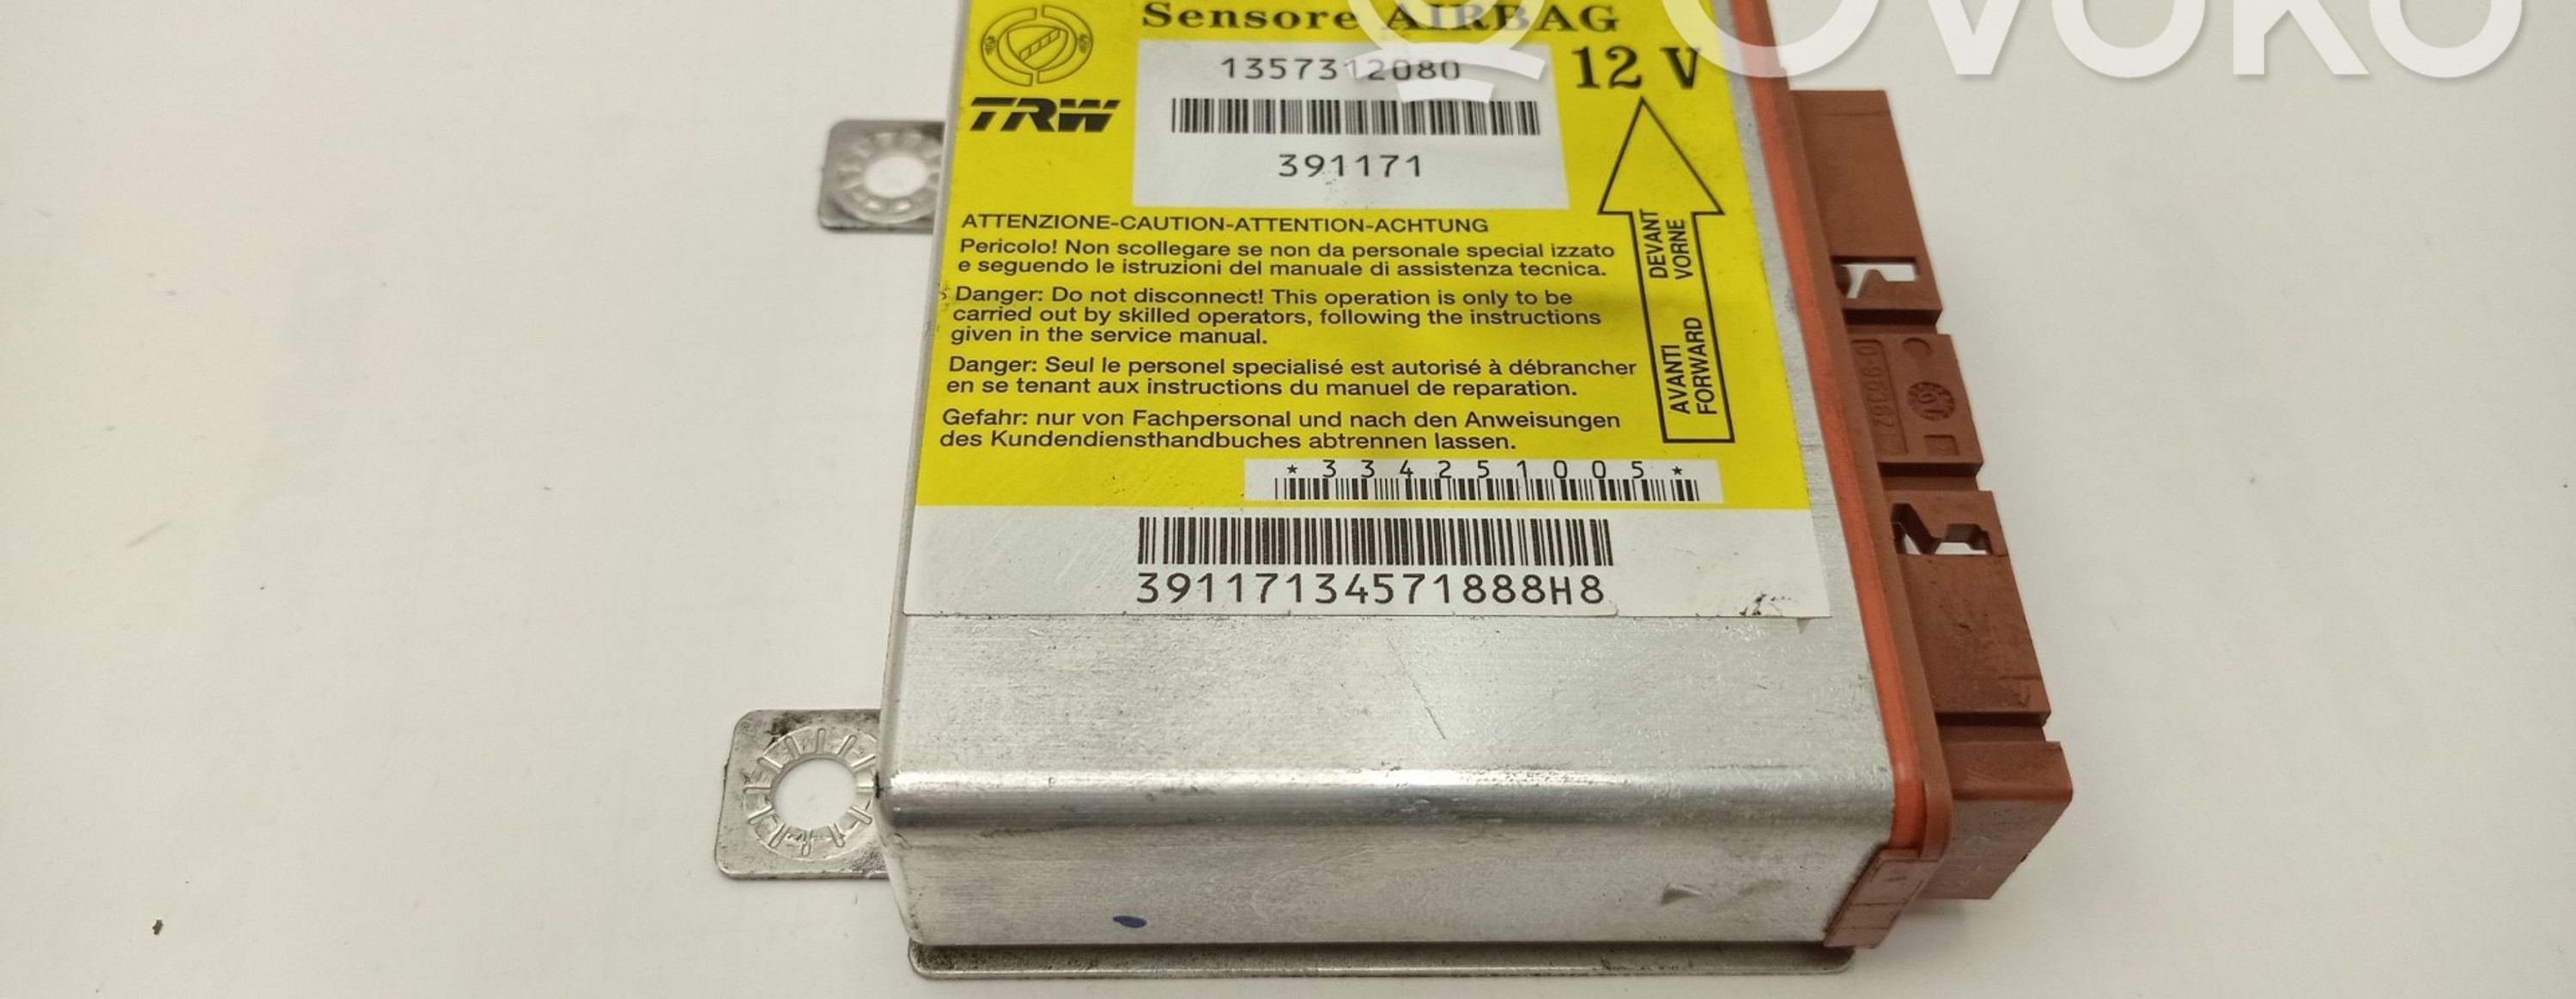 OVOKO
Sensore AIRBAG
1357312080
12 V
TRW
391171
ATTENZIONE-CAUTION-ATTENTION-ACHTUNG
Pericolo! Non scollegare se non da personale special izzato
e seguendo le istruzioni del manuale di assistenza tecnica.
Danger: Do not disconnect! This operation is only to be
carried out by skilled operators, following the instructions
given in the service manual.
Danger: Seul le personel specialisé est autorisé à débrancher
en se tenant aux instructions du manuel de reparation.
Gefahr: nur von Fachpersonal und nach den Anweisungen
des Kundendiensthandbuches abtrennen lassen.
AVANTI DEVANT
FORWARD VORNE
*334251005*
39117134571888H8